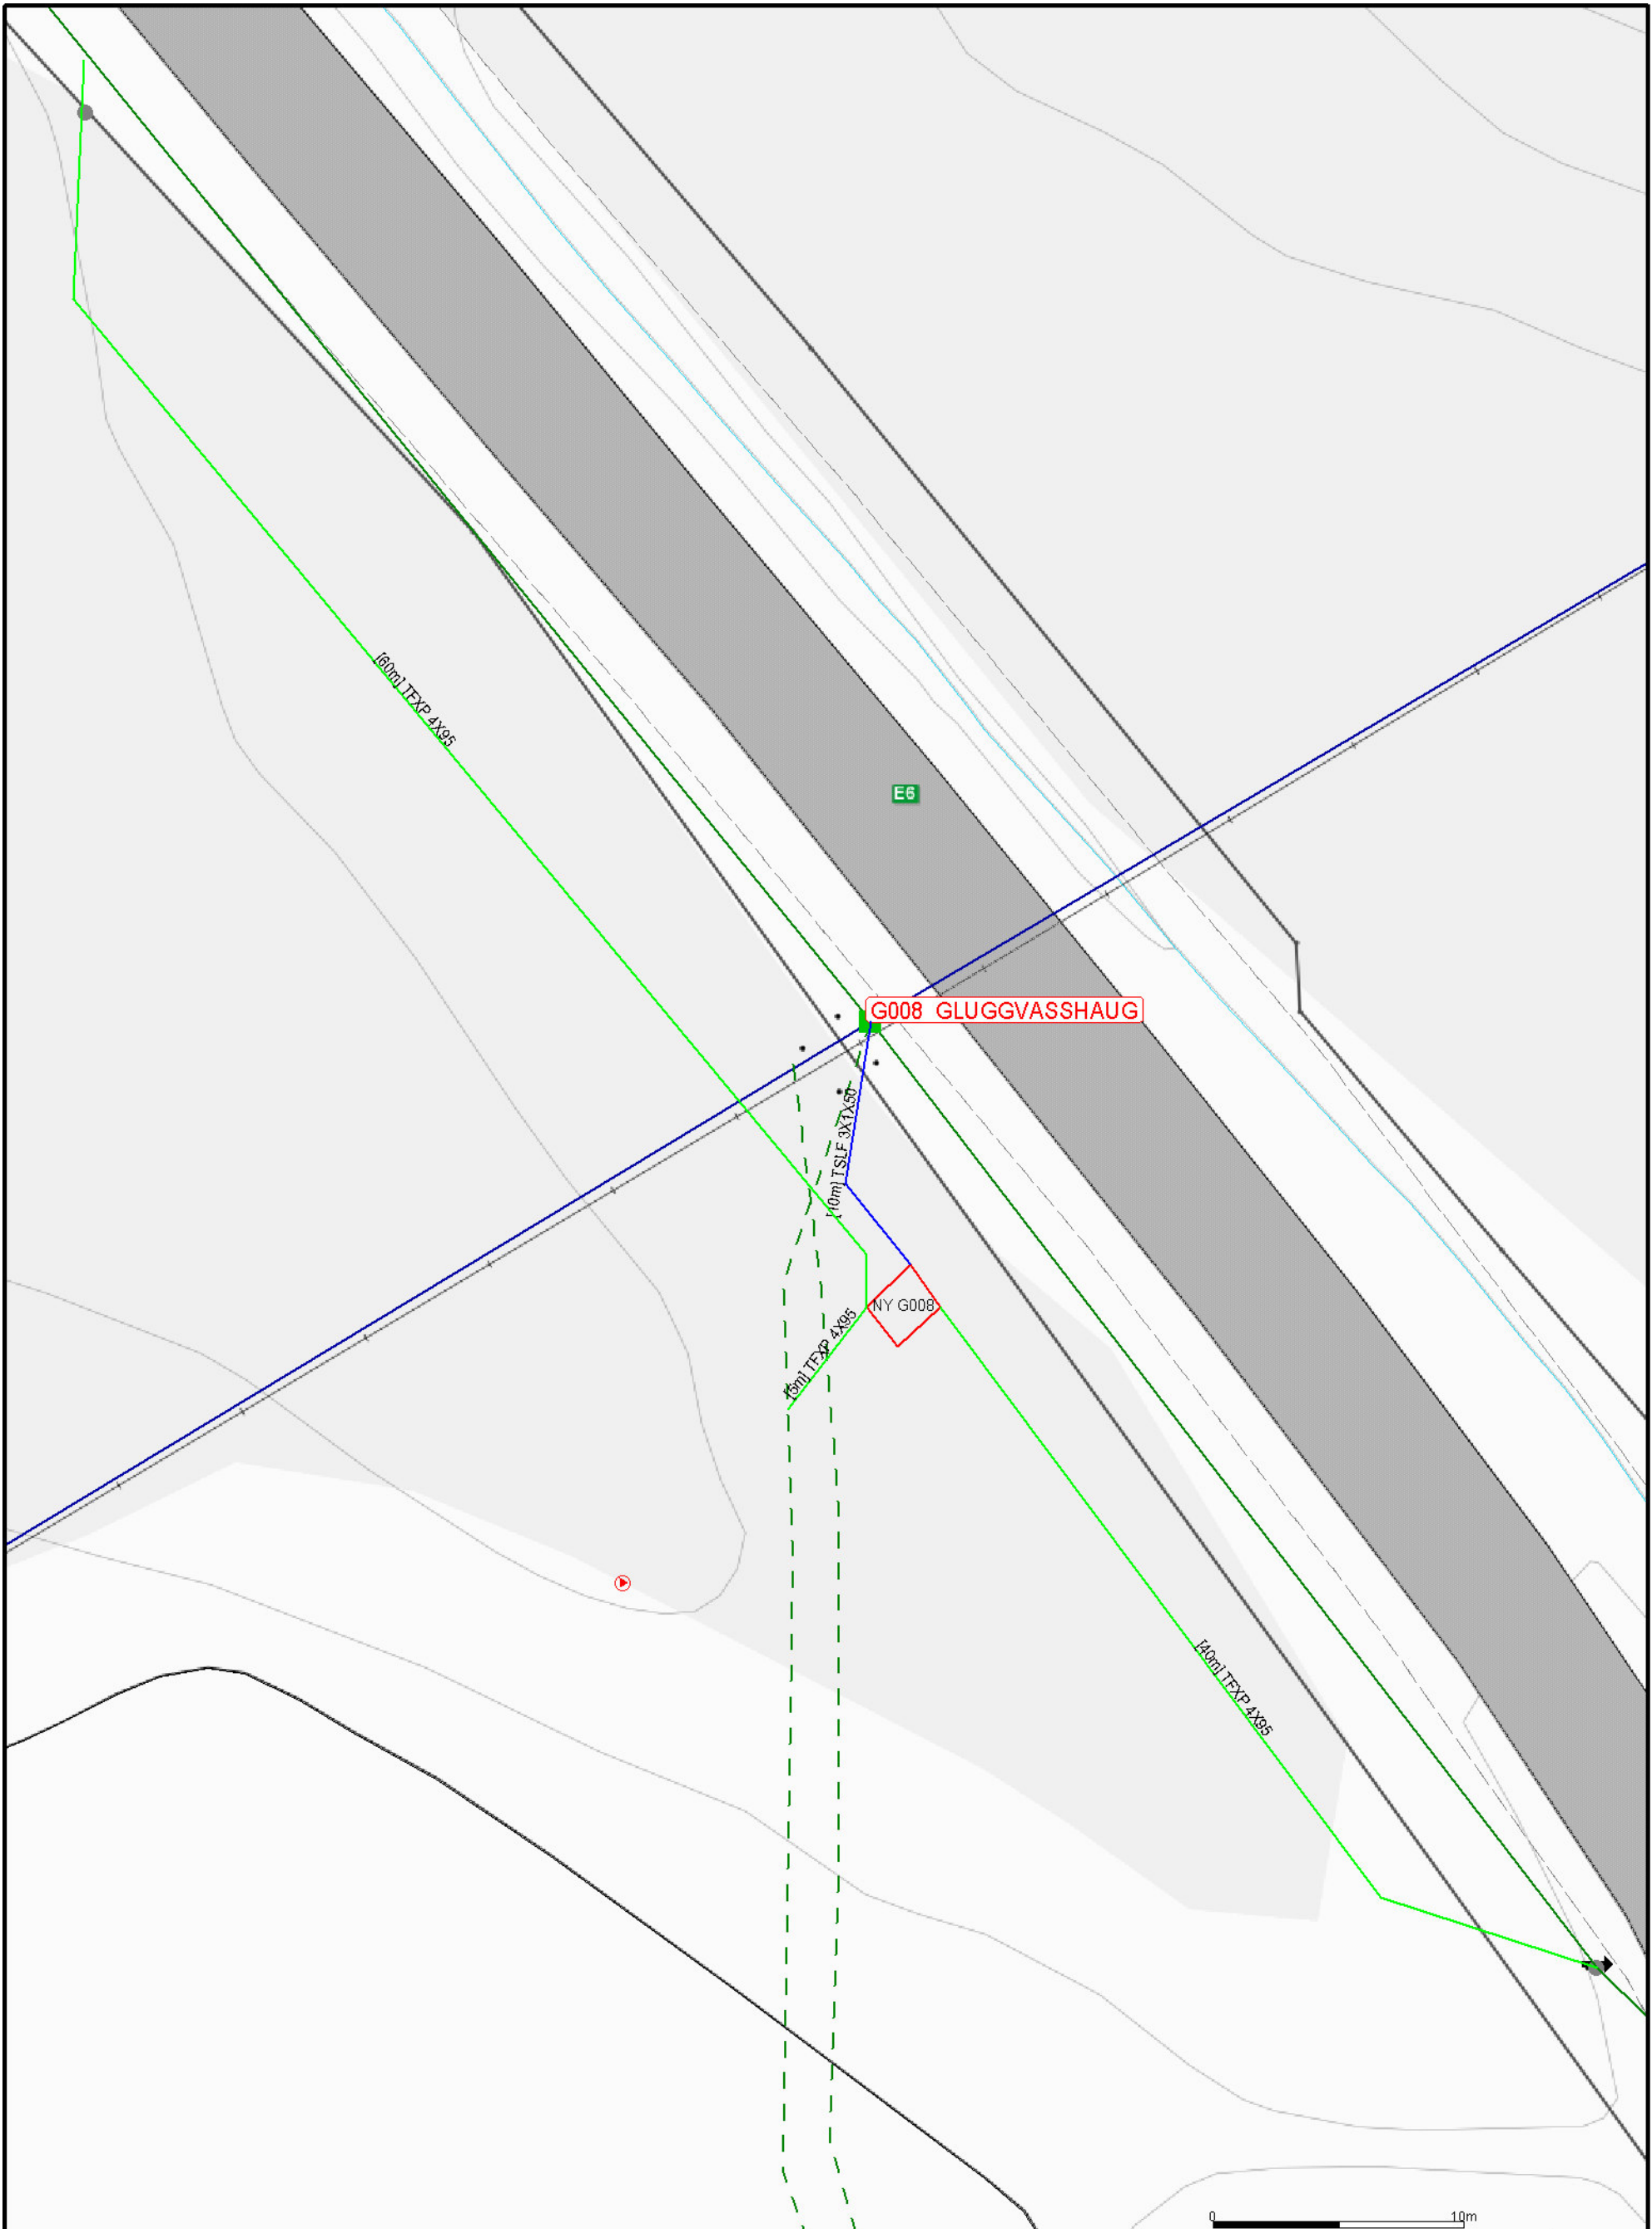 [60m] TFXP 4X95
E6
G008 GLUGGVASSHAUG
[10m] TSLF 3X1X50
NY G008
[5m] TFXP 4X95
[40m] TFXP 4X95
0 10m